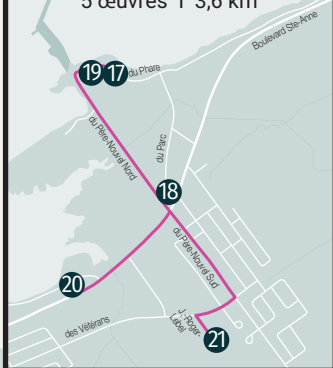 5 œuvres I 3,6 km
Boulevard Ste-Anne
19
17
du Phare
du Père-Nouvel Nord
du Parc
18
du Père-Nouvel Sud
20
des Vétérans
J.-Roger-
Lebel
21